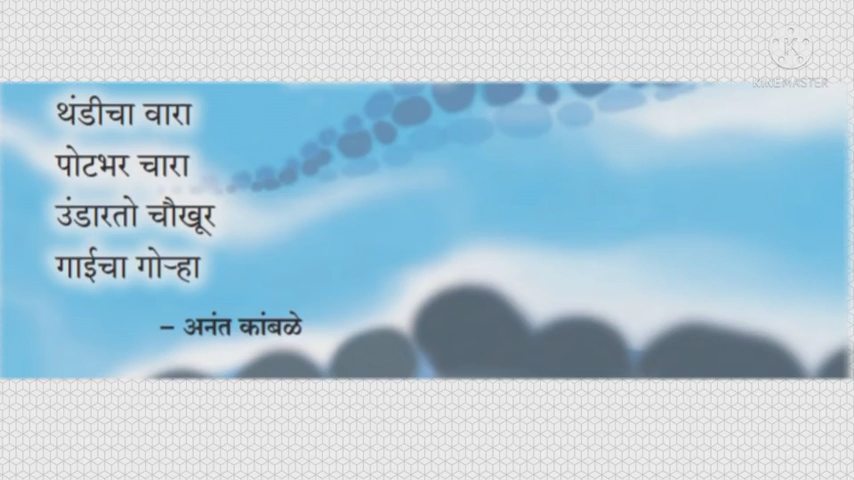 KINEMASTER
थंडीचा वारा
पोटभर चारा
उंडारतो चौखूर
गाईचा गोऱ्हा
– अनंत कांबळे